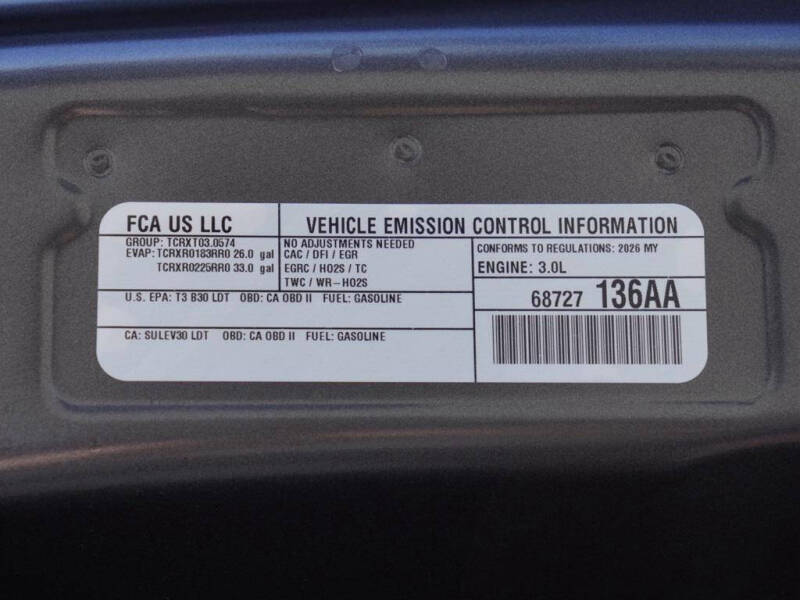 FCA US LLC
VEHICLE EMISSION CONTROL INFORMATION
GROUP: TCRXT03.0574
EVAP: TCRXR0183RR0 26.0 gal
TCRXR0225RR0 33.0 gal
NO ADJUSTMENTS NEEDED
CAC / DFI / EGR
EGRC / HO2S / TC
TWC / WR-HO2S
CONFORMS TO REGULATIONS: 2026 MY
ENGINE: 3.0L
U.S. EPA: T3 B30 LDT OBD: CA OBD II FUEL: GASOLINE
68727 136AA
CA: SULEV30 LDT OBD: CA OBD II FUEL: GASOLINE